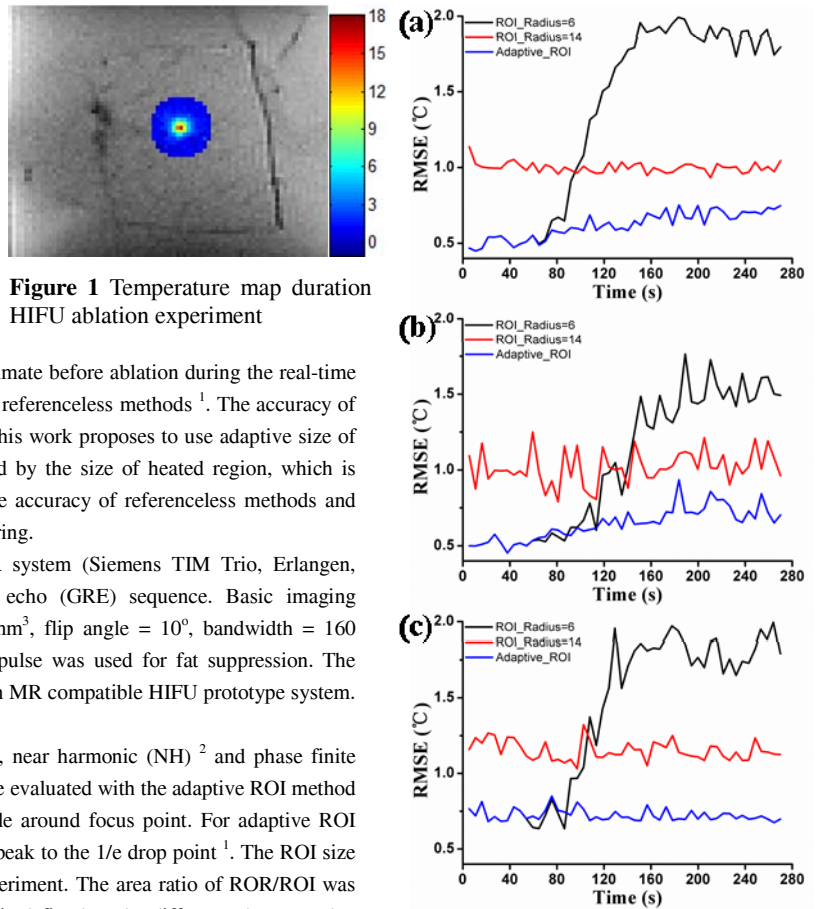 18
15
12
9
6
3
0
Figure 1 Temperature map duration
HIFU ablation experiment
imate before ablation during the real-time
referenceless methods 1. The accuracy of
his work proposes to use adaptive size of
d by the size of heated region, which is
e accuracy of referenceless methods and
ring.
system (Siemens TIM Trio, Erlangen,
echo (GRE) sequence. Basic imaging
nm3, flip angle = 10o, bandwidth = 160
pulse was used for fat suppression. The
n MR compatible HIFU prototype system.
, near harmonic (NH) 2 and phase finite
e evaluated with the adaptive ROI method
le around focus point. For adaptive ROI
peak to the 1/e drop point 1. The ROI size
periment. The area ratio of ROR/ROI was
(a)
2.0
1.5
1.0
0.5
RMSE (℃)
ROI_Radius=6
ROI_Radius=14
Adaptive_ROI
0 40 80 120 160 200 240 280
Time (s)
(b)
2.0
1.5
1.0
0.5
RMSE (℃)
ROI_Radius=6
ROI_Radius=14
Adaptive_ROI
0 40 80 120 160 200 240 280
Time (s)
(c)
2.0
1.5
1.0
0.5
RMSE (℃)
ROI_Radius=6
ROI_Radius=14
Adaptive_ROI
0 40 80 120 160 200 240 280
Time (s)